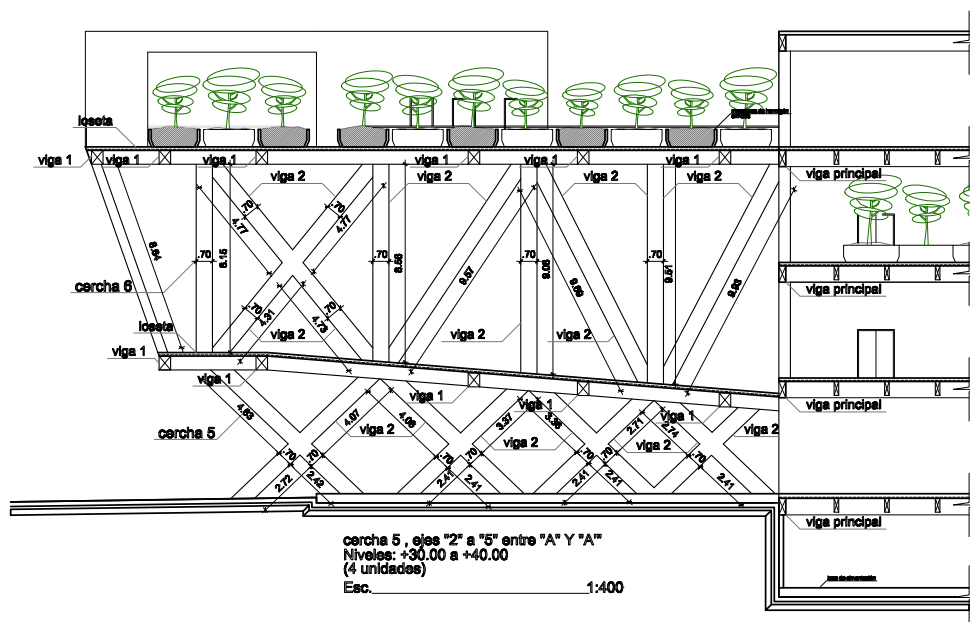 loseta
viga 1
viga 1
viga 1
viga 1
viga 1
viga 1
viga principal
viga 2
viga 2
viga 2
viga 2
.70
4.77
.70
4.77
8.64
.70
8.15
.70
8.58
9.57
.70
9.08
9.69
.70
9.51
9.93
cercha 6
viga principal
.70
4.31
.70
4.73
loseta
viga 2
viga 2
viga 2
viga 1
viga 1
viga 1
viga 1
viga 1
viga principal
4.63
4.07
4.08
3.37
3.38
2.71
2.74
cercha 5
viga 2
viga 2
viga 2
viga 2
.70
.70
.70
.70
.70
.70
.70
2.72
2.42
2.41
2.41
2.41
2.41
2.41
viga principal
cercha 5 , ejes "2" a "5" entre "A" Y "A'"
Niveles: +30.00 a +40.00
(4 unidades)
Esc. 1:400